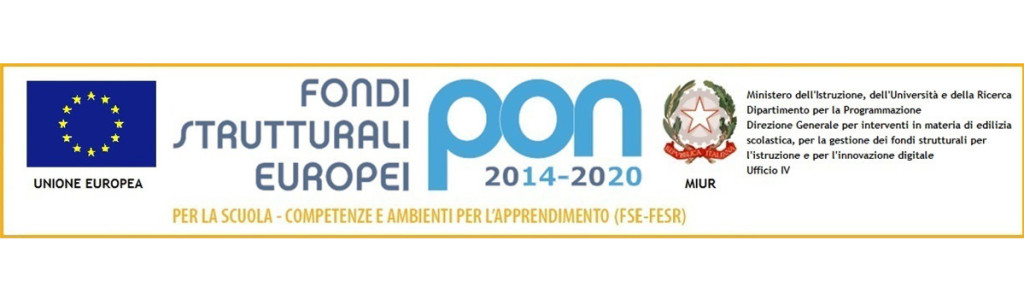 UNIONE EUROPEA
FONDI
STRUTTURALI
EUROPEI
pon
2014-2020
REPVBBLICA ITALIANA
MIUR
Ministero dell'Istruzione, dell'Università e della Ricerca
Dipartimento per la Programmazione
Direzione Generale per interventi in materia di edilizia
scolastica, per la gestione dei fondi strutturali per
l'istruzione e per l'innovazione digitale
Ufficio IV
PER LA SCUOLA - COMPETENZE E AMBIENTI PER L'APPRENDIMENTO (FSE-FESR)